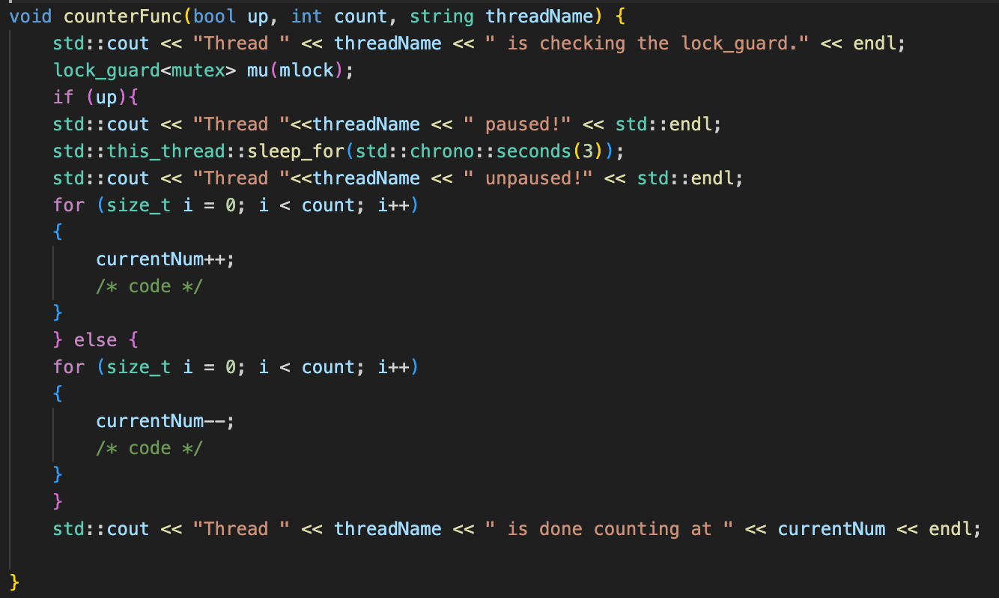 void counterFunc(bool up, int count, string threadName) {
    std::cout << "Thread " << threadName << " is checking the lock_guard." << endl;
    lock_guard<mutex> mu(mlock);
    if (up){
    std::cout << "Thread "<<threadName << " paused!" << std::endl;
    std::this_thread::sleep_for(std::chrono::seconds(3));
    std::cout << "Thread "<<threadName << " unpaused!" << std::endl;
    for (size_t i = 0; i < count; i++)
    {
        currentNum++;
        /* code */
    }
    } else {
    for (size_t i = 0; i < count; i++)
    {
        currentNum--;
        /* code */
    }
    }
    std::cout << "Thread " << threadName << " is done counting at " << currentNum << endl;
}